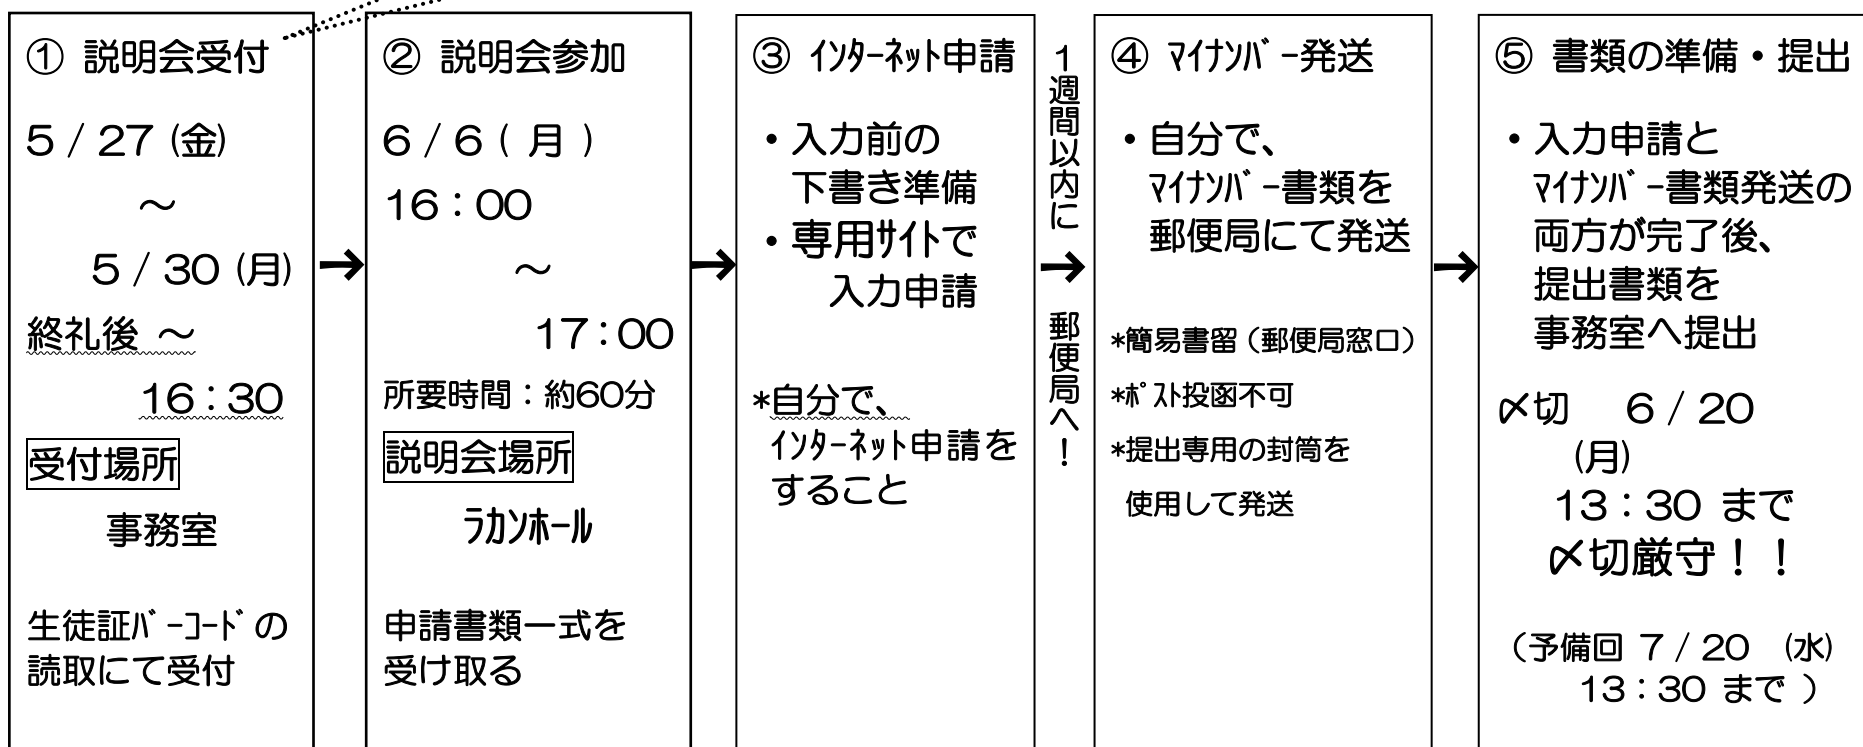 ① 説明会受付
5 / 27 (金)
～
5 / 30 (月)
終礼後 ～
16:30
受付場所
事務室
生徒証ﾊﾞｰｺｰﾄﾞの
読取にて受付
② 説明会参加
6 / 6 ( 月 )
16:00
～
17:00
所要時間：約60分
説明会場所
ﾗｶﾝﾎｰﾙ
申請書類一式を
受け取る
③ ｲﾝﾀｰﾈｯﾄ申請
・入力前の
下書き準備
・専用ｻｲﾄで
入力申請
*自分で、
ｲﾝﾀｰﾈｯﾄ申請を
すること
１週間以内に
郵便局へ！
④ ﾏｲﾅﾝﾊﾞｰ発送
・自分で、
ﾏｲﾅﾝﾊﾞｰ書類を
郵便局にて発送
*簡易書留（郵便局窓口）
*ﾎﾟｽﾄ投函不可
*提出専用の封筒を
使用して発送
⑤ 書類の準備・提出
・入力申請と
ﾏｲﾅﾝﾊﾞｰ書類発送の
両方が完了後、
提出書類を
事務室へ提出
〆切 6 / 20
(月)
13:30 まで
〆切厳守！！
（予備回 7 / 20 (水)
13:30 まで ）